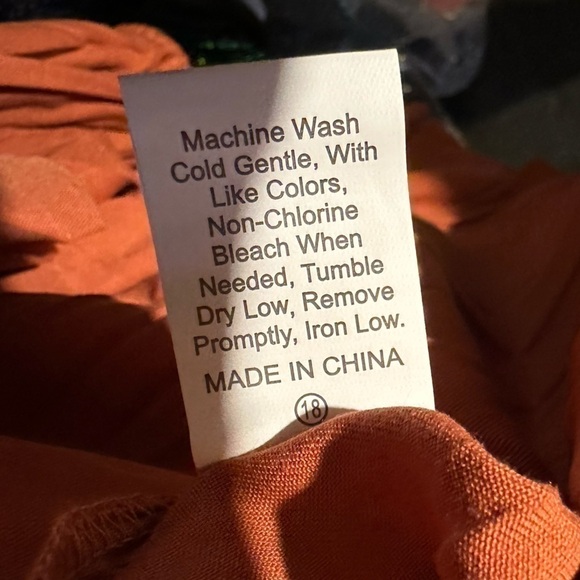 Machine Wash
Cold Gentle, With
Like Colors,
Non-Chlorine
Bleach When
Needed, Tumble
Dry Low, Remove
Promptly, Iron Low.
MADE IN CHINA
18